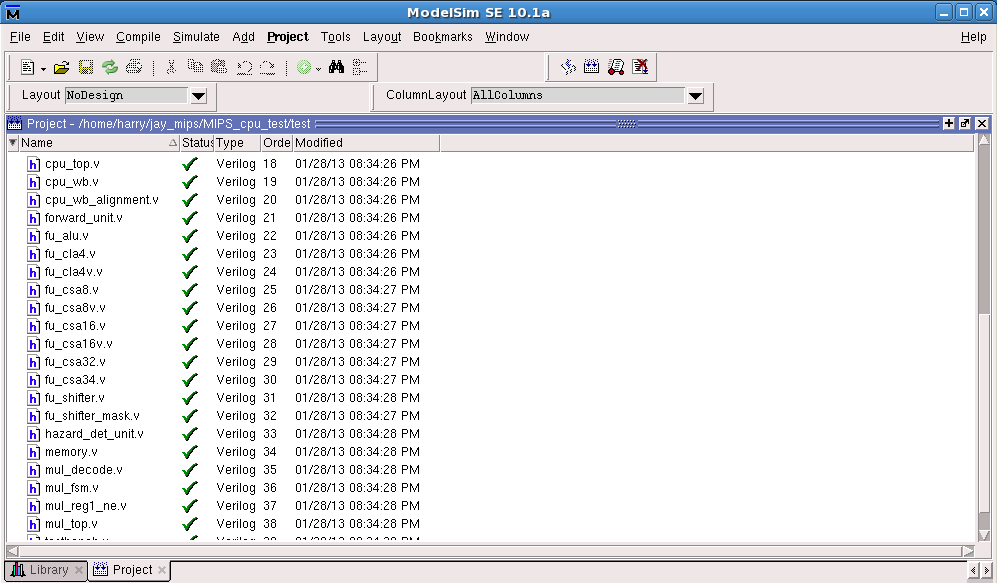 ModelSim SE 10.1a
File Edit View Compile Simulate Add Project Tools Layout Bookmarks Window Help
Layout NoDesign ColumnLayout AllColumns
Project - /home/harry/jay_mips/MIPS_cpu_test/test
Name Status Type Orde Modified
cpu_top.v Verilog 18 01/28/13 08:34:26 PM
cpu_wb.v Verilog 19 01/28/13 08:34:26 PM
cpu_wb_alignment.v Verilog 20 01/28/13 08:34:26 PM
forward_unit.v Verilog 21 01/28/13 08:34:26 PM
fu_alu.v Verilog 22 01/28/13 08:34:26 PM
fu_cla4.v Verilog 23 01/28/13 08:34:26 PM
fu_cla4v.v Verilog 24 01/28/13 08:34:26 PM
fu_csa8.v Verilog 25 01/28/13 08:34:27 PM
fu_csa8v.v Verilog 26 01/28/13 08:34:27 PM
fu_csa16.v Verilog 27 01/28/13 08:34:27 PM
fu_csa16v.v Verilog 28 01/28/13 08:34:27 PM
fu_csa32.v Verilog 29 01/28/13 08:34:27 PM
fu_csa34.v Verilog 30 01/28/13 08:34:27 PM
fu_shifter.v Verilog 31 01/28/13 08:34:28 PM
fu_shifter_mask.v Verilog 32 01/28/13 08:34:27 PM
hazard_det_unit.v Verilog 33 01/28/13 08:34:28 PM
memory.v Verilog 34 01/28/13 08:34:28 PM
mul_decode.v Verilog 35 01/28/13 08:34:28 PM
mul_fsm.v Verilog 36 01/28/13 08:34:28 PM
mul_reg1_ne.v Verilog 37 01/28/13 08:34:28 PM
mul_top.v Verilog 38 01/28/13 08:34:28 PM
Library Project